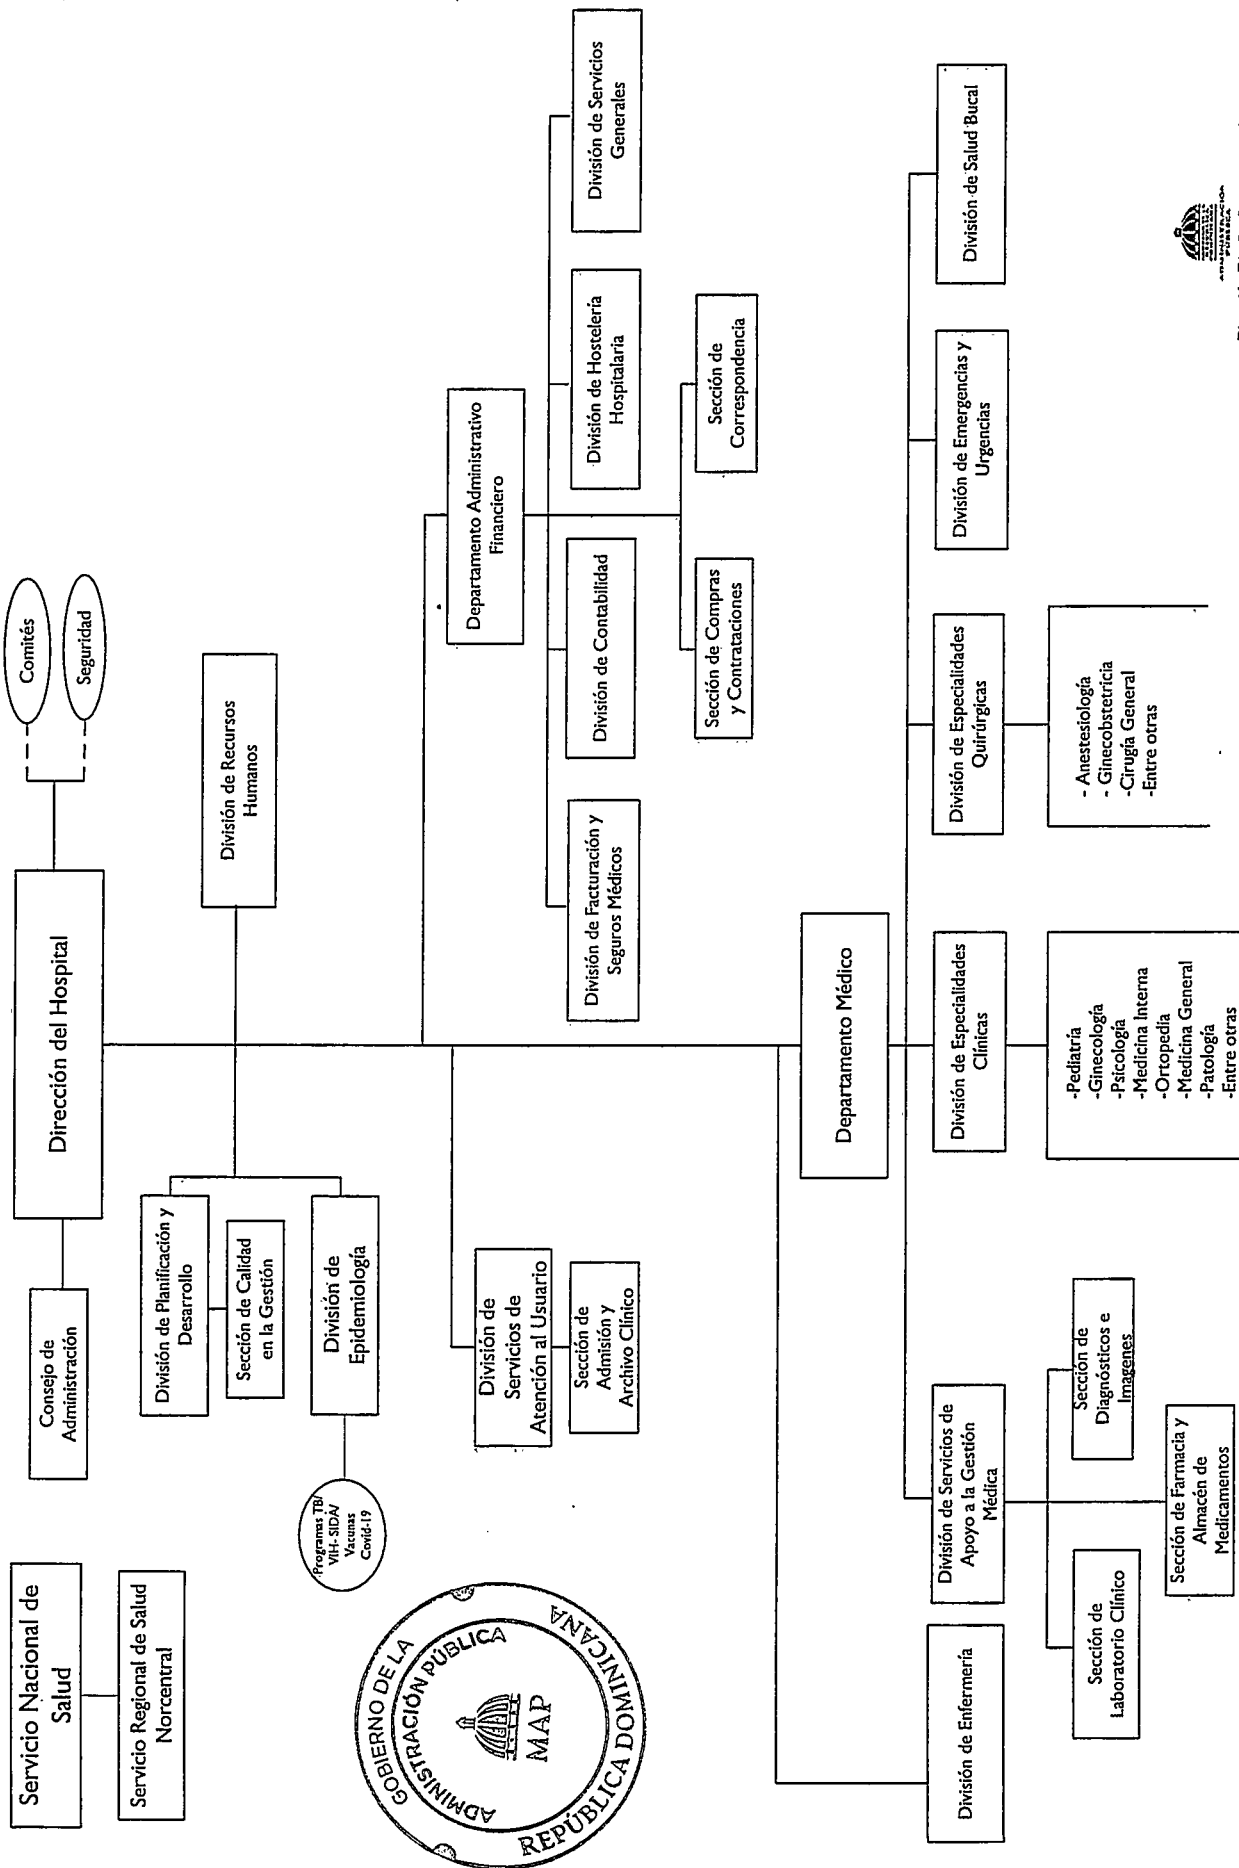 Servicio Nacional de
Salud
Servicio Regional de Salud
Norcentral
Consejo de
Administración
Dirección del Hospital
Comités
Seguridad
División de Planificación y
Desarrollo
Sección de Calidad
en la Gestión
División de
Epidemiología
Programas TB/
VIH- SIDA/
Vacunas
Covid-19
División de Recursos
Humanos
GOBIERNO DE LA
REPÚBLICA DOMINICANA
ADMINISTRACIÓN PÚBLICA
MAP
División de
Servicios de
Atención al Usuario
Sección de
Admisión y
Archivo Clínico
Departamento Administrativo
Financiero
División de Facturación y
Seguros Médicos
División de Contabilidad
División de Hostelería
Hospitalaria
División de Servicios
Generales
Sección de Compras
y Contrataciones
Sección de
Correspondencia
Departamento Médico
División de Enfermería
División de Servicios de
Apoyo a la Gestión
Médica
División de Especialidades
Clínicas
División de Especialidades
Quirúrgicas
División de Emergencias y
Urgencias
División de Salud Bucal
Sección de
Laboratorio Clínico
Sección de
Diagnósticos e
Imagenes
Sección de Farmacia y
Almacén de
Medicamentos
-Pediatría
-Ginecología
-Psicología
-Medicina Interna
-Ortopedia
-Medicina General
-Patología
-Entre otras
- Anestesiología
- Ginecobstetricia
-Cirugía General
-Entre otras
ADMINISTRACIÓN
PÚBLICA